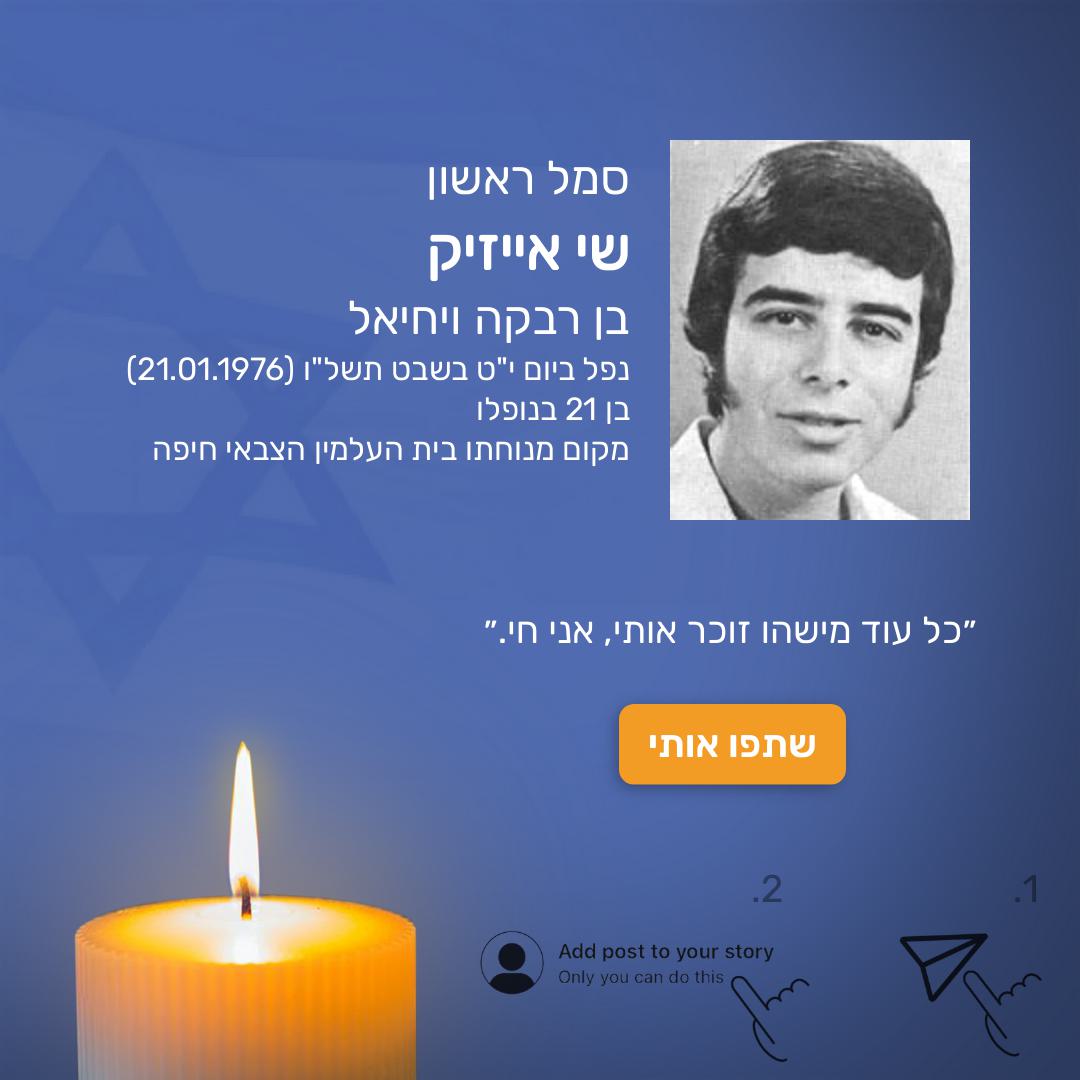 סמל ראשון
שי אייזיק
בן רבקה ויחיאל
נפל ביום י"ט בשבט תשל"ו (21.01.1976)
בן 21 בנופלו
מקום מנוחתו בית העלמין הצבאי חיפה
״כל עוד מישהו זוכר אותי, אני חי.״
שתפו אותי
1.
2.
Add post to your story
Only you can do this